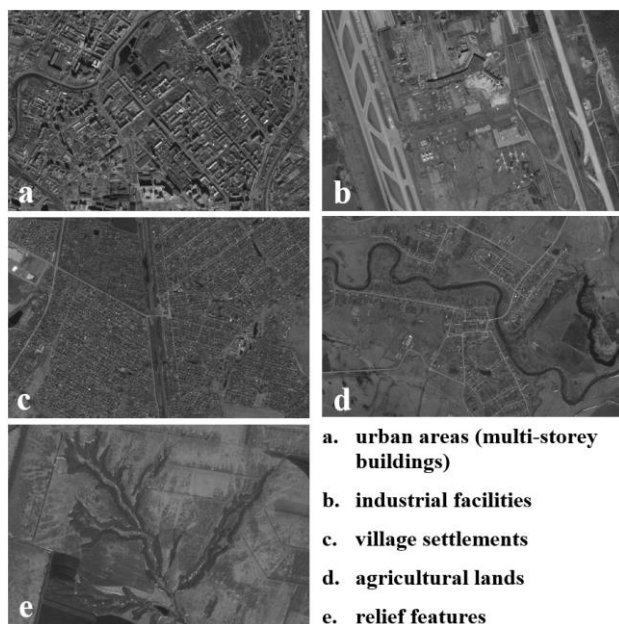 a
b
c
d
e
a. urban areas (multi-storey
buildings)
b. industrial facilities
c. village settlements
d. agricultural lands
e. relief features